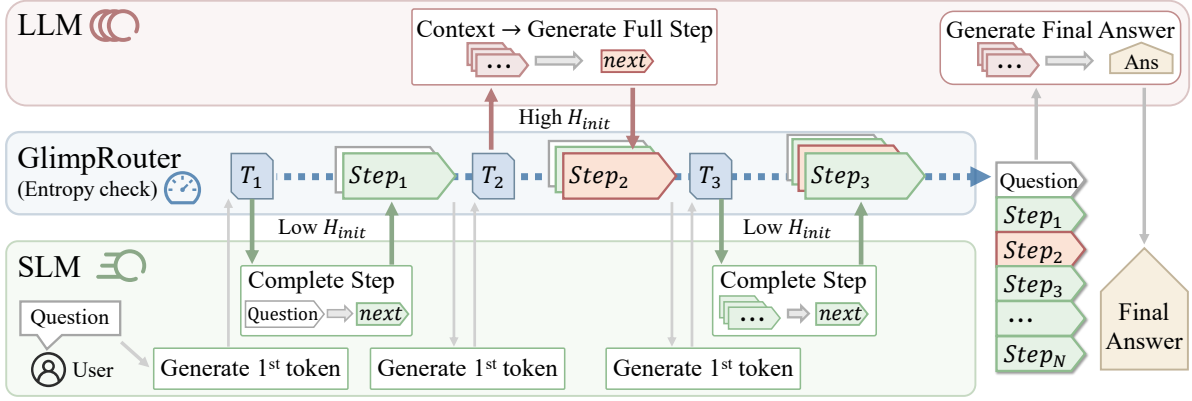 LLM
Context → Generate Full Step
...
next
Generate Final Answer
...
Ans
High H_init
GlimpRouter
(Entropy check)
T_1
Step_1
T_2
Step_2
T_3
Step_3
Low H_init
Low H_init
SLM
Complete Step
Question
next
Complete Step
...
next
Question
User
Generate 1st token
Generate 1st token
Generate 1st token
Question
Step_1
Step_2
Step_3
...
Step_N
Final
Answer